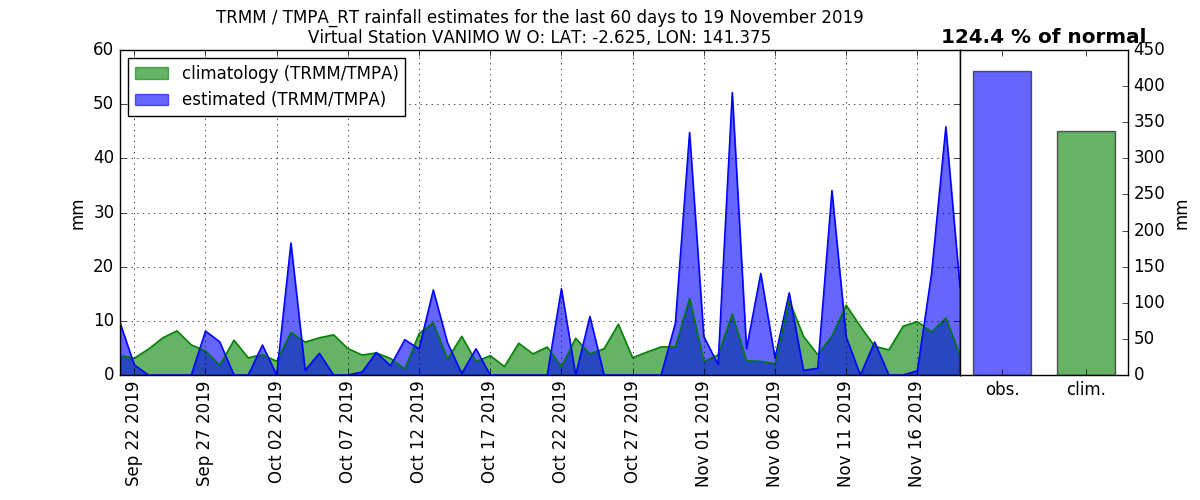 TRMM / TMPA_RT rainfall estimates for the last 60 days to 19 November 2019
Virtual Station VANIMO W O: LAT: -2.625, LON: 141.375
124.4 % of normal
climatology (TRMM/TMPA)
estimated (TRMM/TMPA)
60
50
40
30
20
10
0
mm
450
400
350
300
250
200
150
100
50
0
mm
Sep 22 2019
Sep 27 2019
Oct 02 2019
Oct 07 2019
Oct 12 2019
Oct 17 2019
Oct 22 2019
Oct 27 2019
Nov 01 2019
Nov 06 2019
Nov 11 2019
Nov 16 2019
obs.
clim.